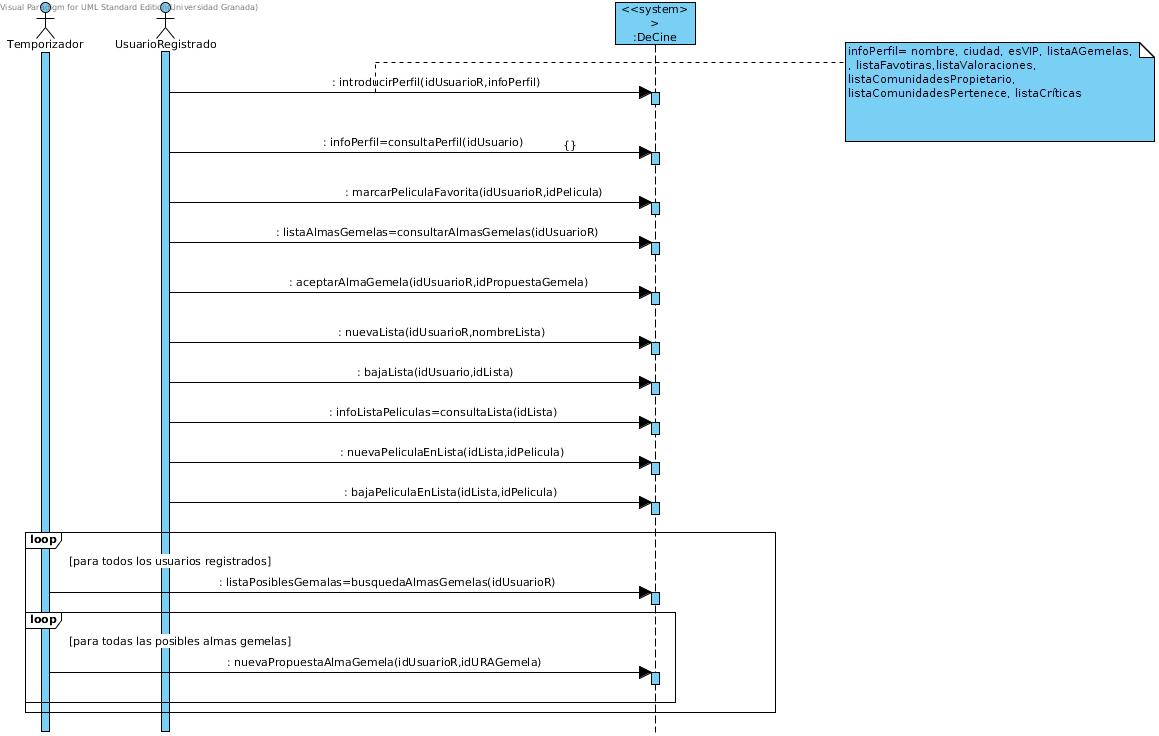 Visual Paradigm for UML Standard Edition(Universidad Granada)
Temporizador
UsuarioRegistrado
<<system>
>
:DeCine
infoPerfil= nombre, ciudad, esVIP, listaAGemelas,
, listaFavotiras,listaValoraciones,
listaComunidadesPropietario,
listaComunidadesPertenece, listaCríticas
: introducirPerfil(idUsuarioR,infoPerfil)
: infoPerfil=consultaPerfil(idUsuario)
{}
: marcarPeliculaFavorita(idUsuarioR,idPelicula)
: listaAlmasGemelas=consultarAlmasGemelas(idUsuarioR)
: aceptarAlmaGemela(idUsuarioR,idPropuestaGemela)
: nuevaLista(idUsuarioR,nombreLista)
: bajaLista(idUsuario,idLista)
: infoListaPeliculas=consultaLista(idLista)
: nuevaPeliculaEnLista(idLista,idPelicula)
: bajaPeliculaEnLista(idLista,idPelicula)
loop
[para todos los usuarios registrados]
: listaPosiblesGemalas=busquedaAlmasGemelas(idUsuarioR)
loop
[para todas las posibles almas gemelas]
: nuevaPropuestaAlmaGemela(idUsuarioR,idURAGemela)